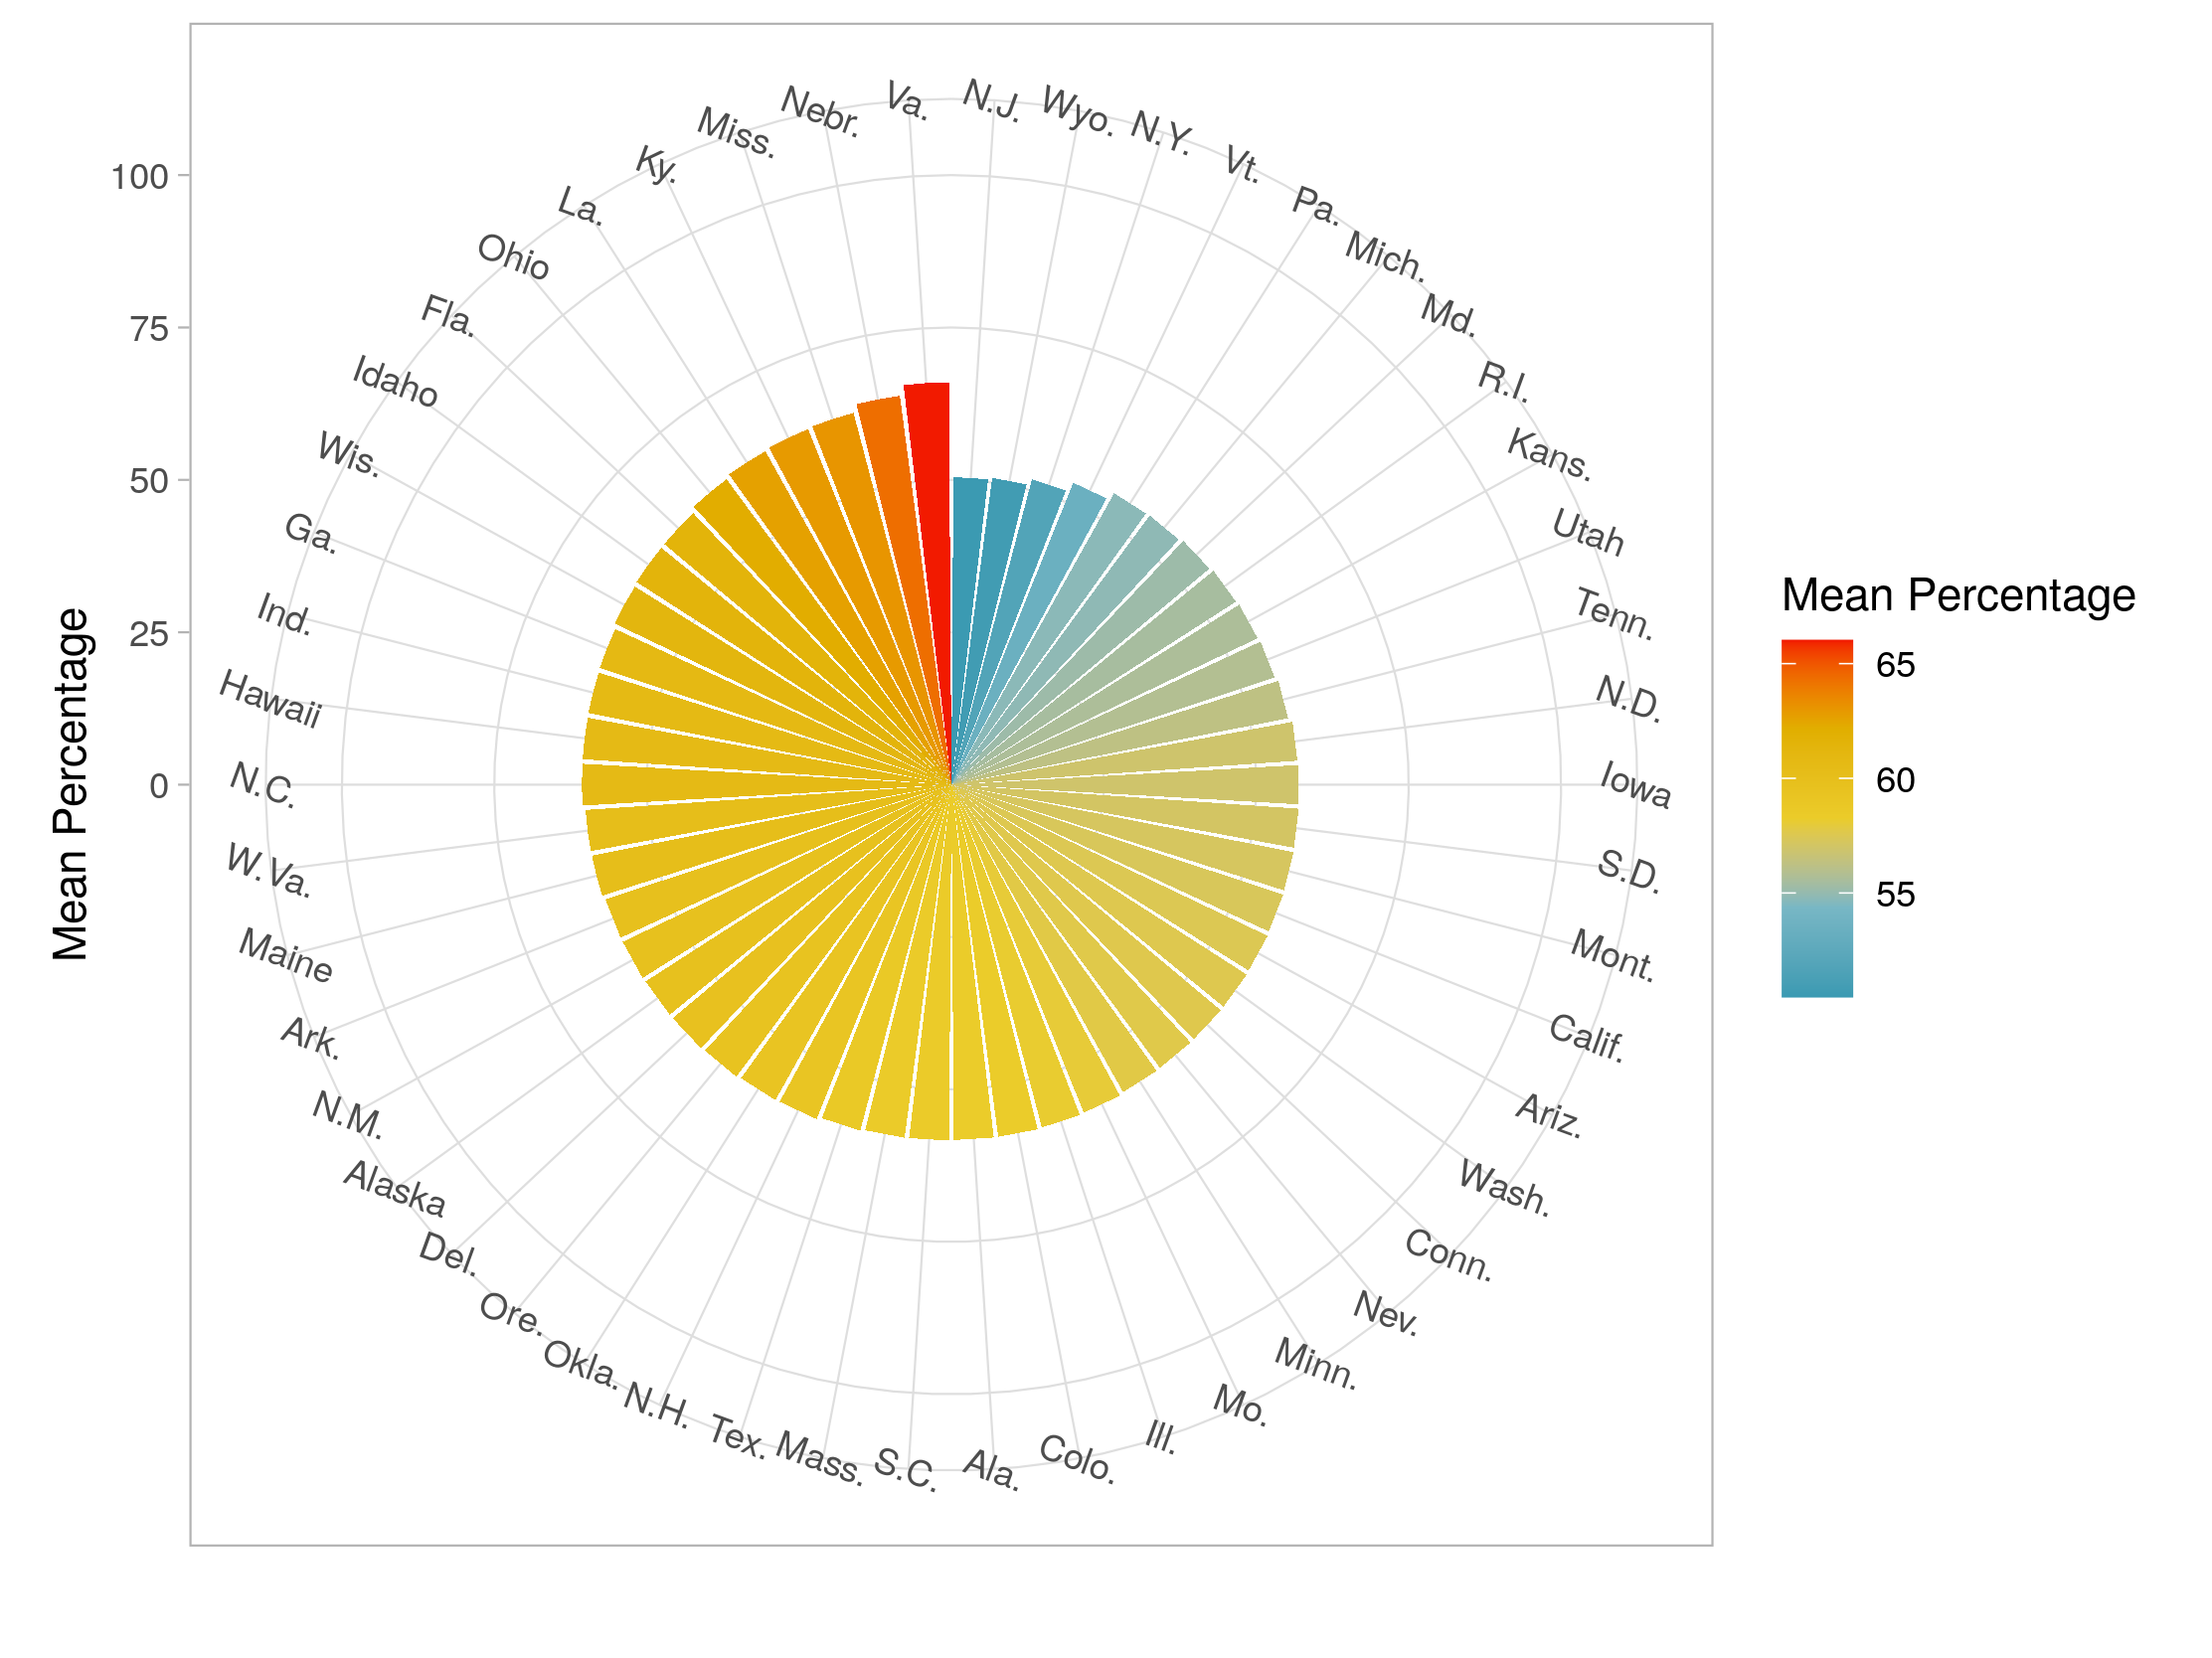 Mean Percentage
100
75
50
25
0
N.J.
Wyo.
N.Y.
Vt.
Pa.
Mich.
Md.
R.I.
Kans.
Utah
Tenn.
N.D.
Iowa
S.D.
Mont.
Calif.
Ariz.
Wash.
Conn.
Nev.
Minn.
Mo.
Ill.
Colo.
Ala.
S.C.
Mass.
Tex.
N.H.
Okla.
Ore.
Del.
Alaska
N.M.
Ark.
Maine
W.Va.
N.C.
Hawaii
Ind.
Ga.
Wis.
Idaho
Fla.
Ohio
La.
Ky.
Miss.
Nebr.
Va.
Mean Percentage
65
60
55